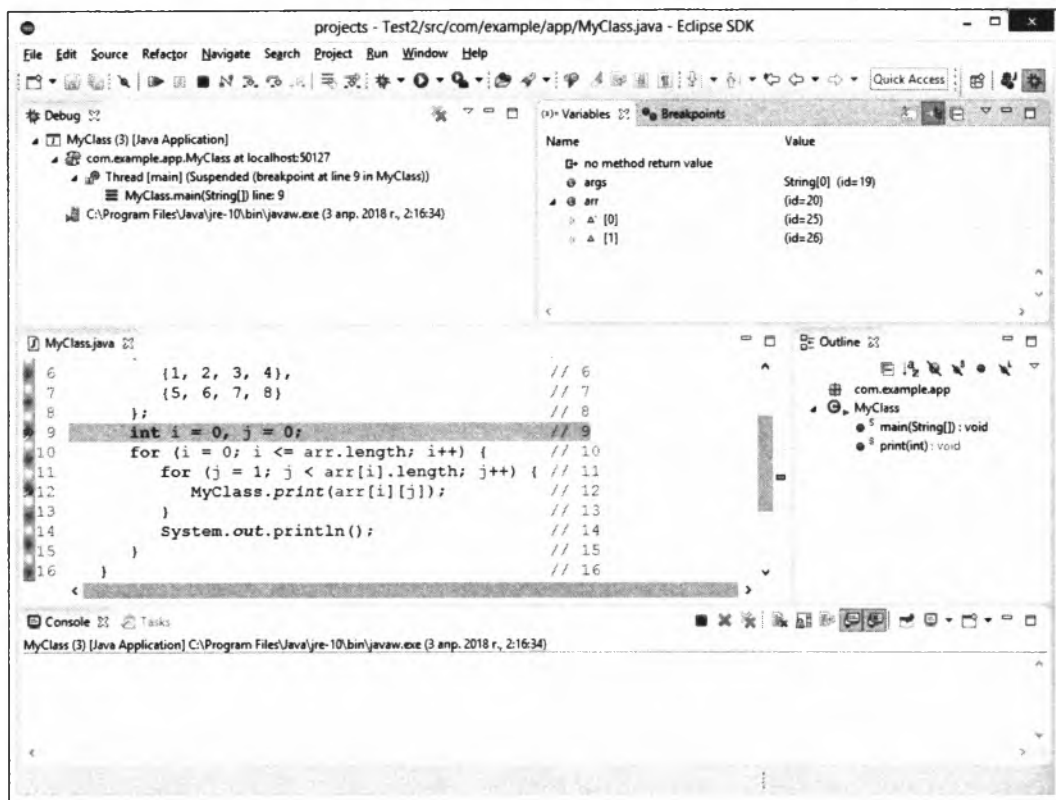 projects - Test2/src/com/example/app/MyClass.java - Eclipse SDK
File Edit Source Refactor Navigate Search Project Run Window Help
Quick Access
Debug
MyClass (3) [Java Application]
com.example.app.MyClass at localhost:50127
Thread [main] (Suspended (breakpoint at line 9 in MyClass))
MyClass.main(String[]) line: 9
C:\Program Files\Java\jre-10\bin\javaw.exe (3 апр. 2018 г., 2:16:34)
(x)= Variables Breakpoints
Name Value
no method return value
args String[0] (id=19)
arr (id=20)
[0] (id=25)
[1] (id=26)
MyClass.java
6 {1, 2, 3, 4}, // 6
7 {5, 6, 7, 8} // 7
8 }; // 8
9 int i = 0, j = 0; // 9
10 for (i = 0; i <= arr.length; i++) { // 10
11 for (j = 1; j < arr[i].length; j++) { // 11
12 MyClass.print(arr[i][j]); // 12
13 } // 13
14 System.out.println(); // 14
15 } // 15
16 } // 16
Outline
com.example.app
MyClass
main(String[]) : void
print(int) : void
Console Tasks
MyClass (3) [Java Application] C:\Program Files\Java\jre-10\bin\javaw.exe (3 апр. 2018 г., 2:16:34)